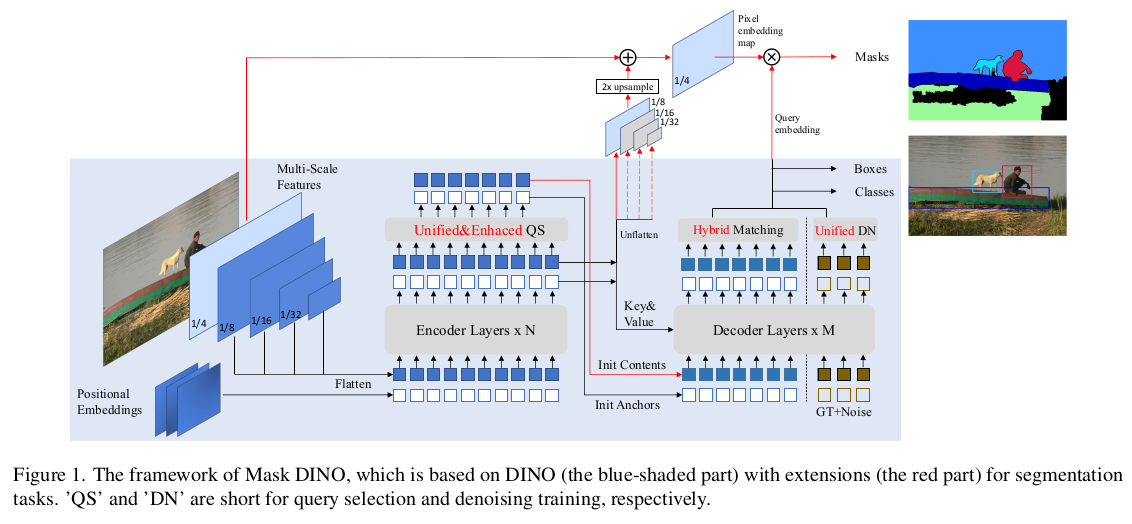 Pixel
embedding
map
1/4
Masks
2x upsample
1/8
1/16
1/32
Query
embedding
Multi-Scale
Features
Boxes
Classes
Unified&Enhaced QS
Unflatten
Hybrid Matching
Unified DN
1/4
1/8
1/16
1/32
Encoder Layers x N
Key&
Value
Decoder Layers x M
Init Contents
Flatten
Positional
Embeddings
Init Anchors
GT+Noise
Figure 1. The framework of Mask DINO, which is based on DINO (the blue-shaded part) with extensions (the red part) for segmentation
tasks. ’QS’ and ’DN’ are short for query selection and denoising training, respectively.